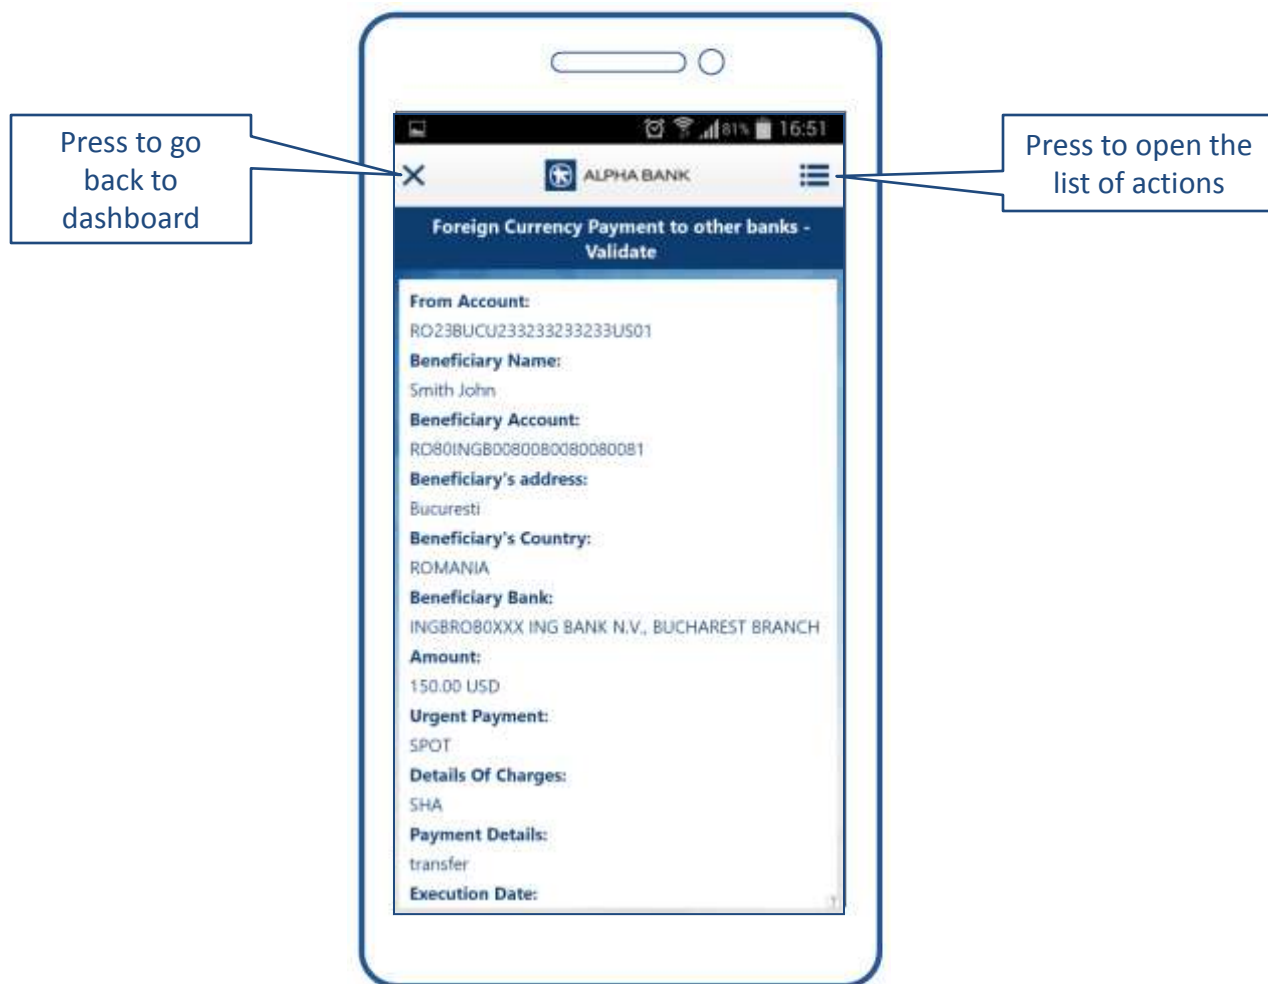 Press to go
back to
dashboard
Press to open the
list of actions
81% 16:51
ALPHA BANK
Foreign Currency Payment to other banks -
Validate
From Account:
RO23BUCU233233233233US01
Beneficiary Name:
Smith John
Beneficiary Account:
RO80INGB0080080080080081
Beneficiary's address:
Bucuresti
Beneficiary's Country:
ROMANIA
Beneficiary Bank:
INGBROB0XXX ING BANK N.V., BUCHAREST BRANCH
Amount:
150.00 USD
Urgent Payment:
SPOT
Details Of Charges:
SHA
Payment Details:
transfer
Execution Date: